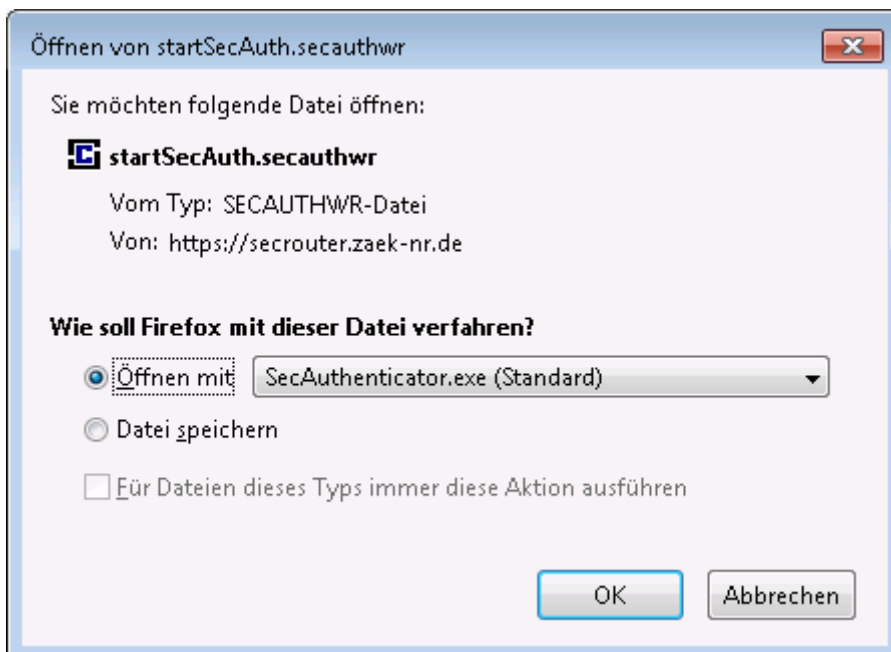 Öffnen von startSecAuth.secauthwr
Sie möchten folgende Datei öffnen:
startSecAuth.secauthwr
Vom Typ: SECAUTHWR-Datei
Von: https://secrouter.zaek-nr.de
Wie soll Firefox mit dieser Datei verfahren?
Öffnen mit SecAuthenticator.exe (Standard)
Datei speichern
Für Dateien dieses Typs immer diese Aktion ausführen
OK Abbrechen